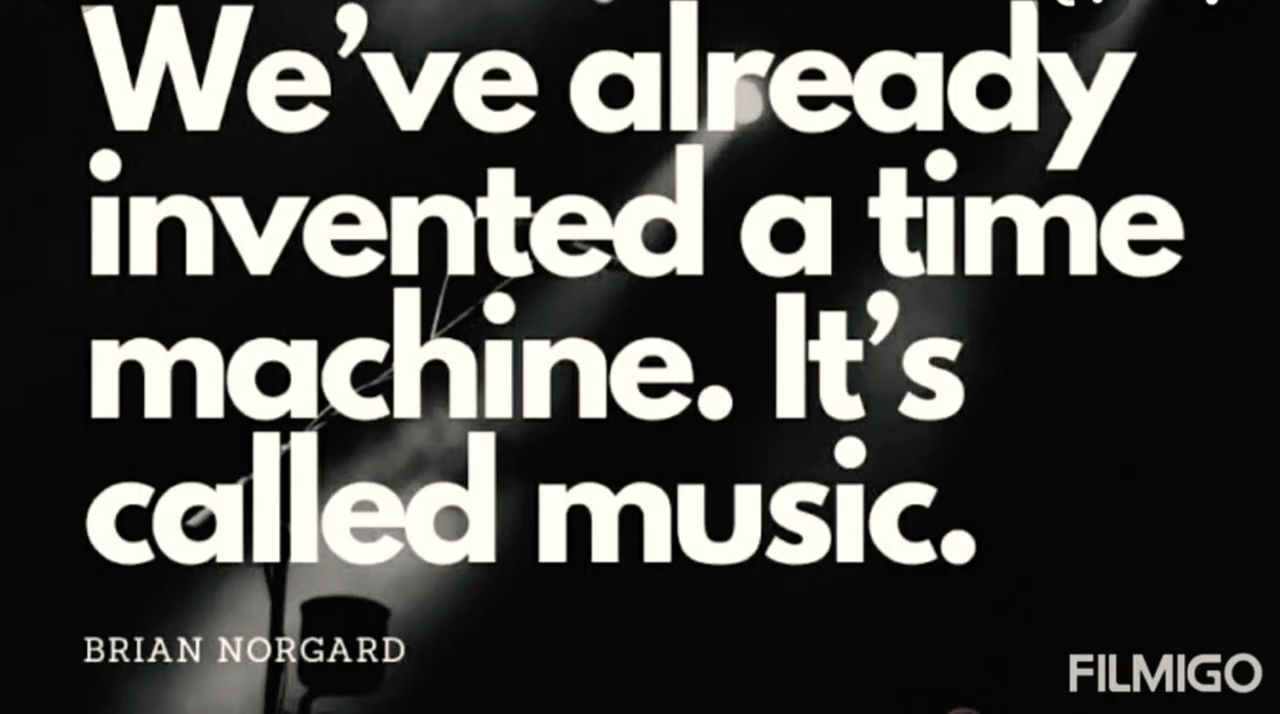 We’ve already
invented a time
machine. It’s
called music.
BRIAN NORGARD
FILMIGO